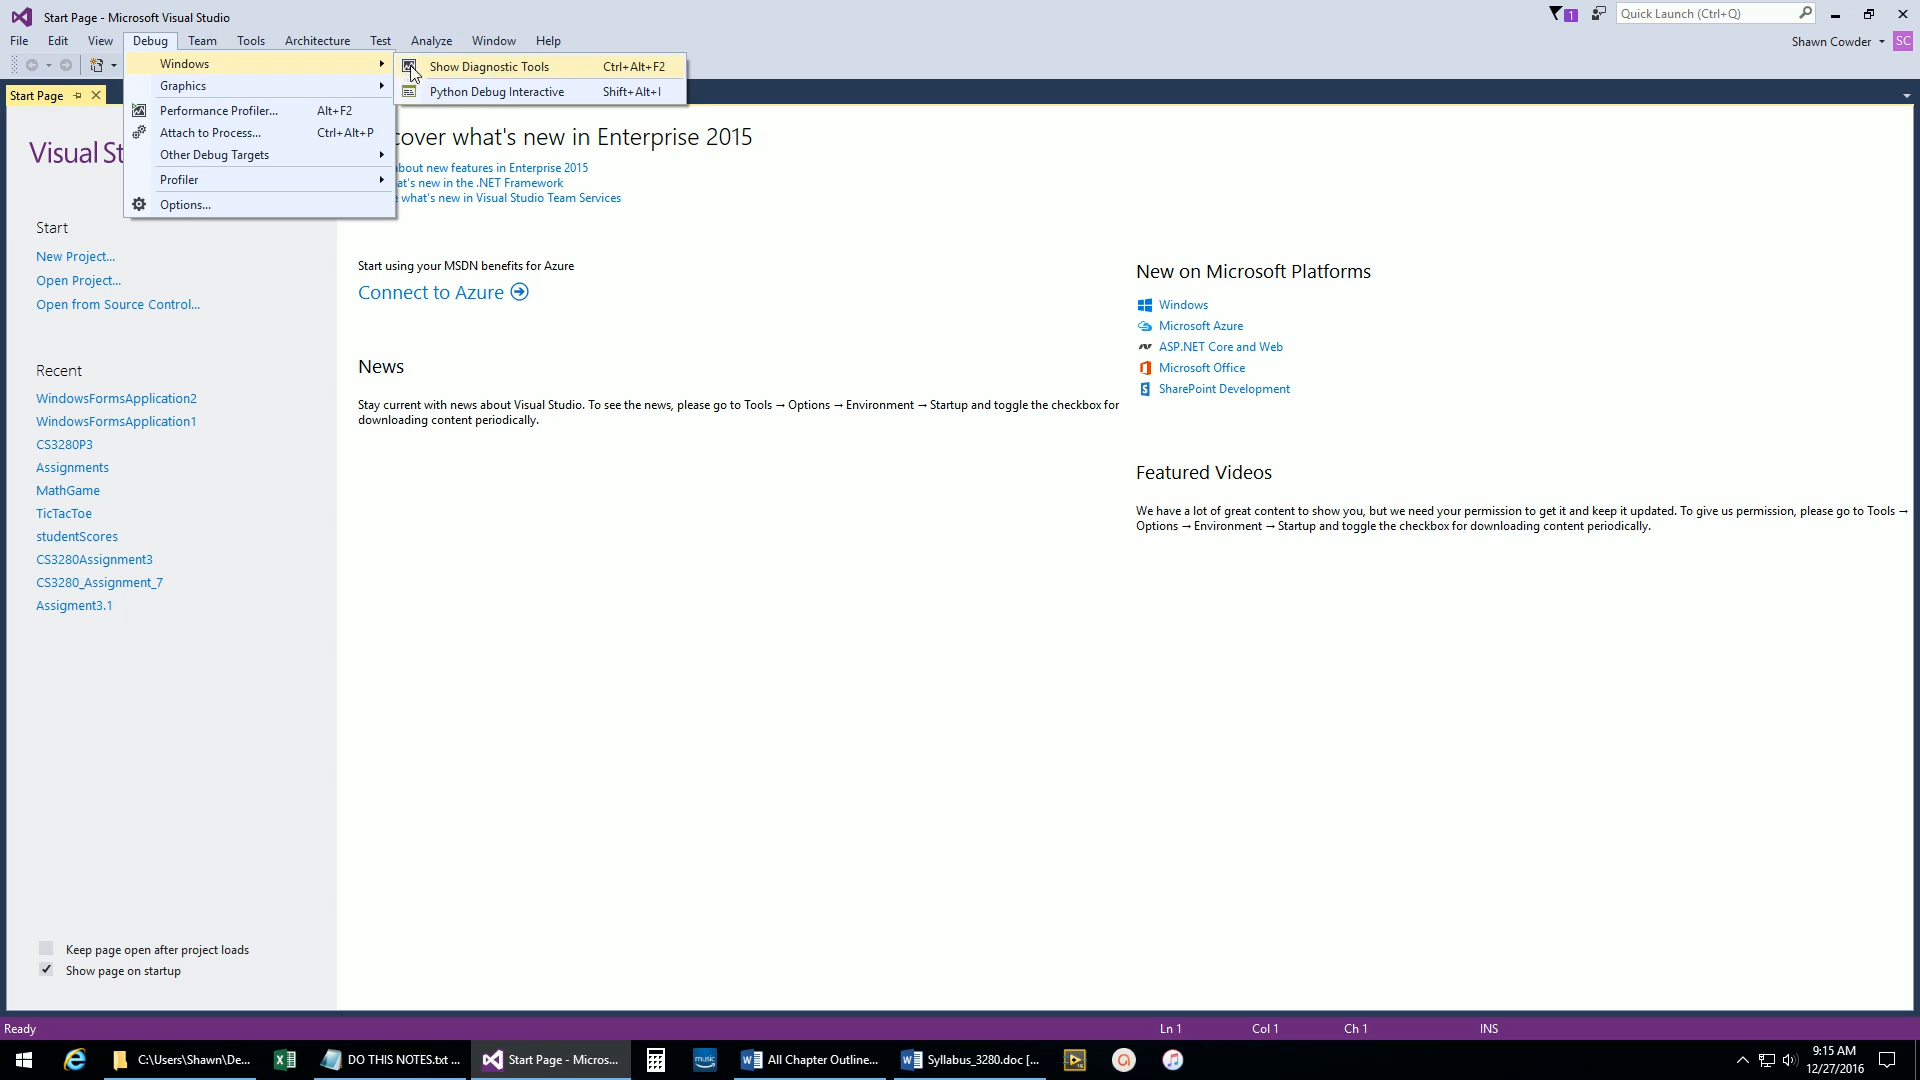 Start Page - Microsoft Visual Studio
1
Quick Launch (Ctrl+Q)
File Edit View Debug Team Tools Architecture Test Analyze Window Help
Shawn Cowder
SC
Windows
Graphics
Performance Profiler... Alt+F2
Attach to Process... Ctrl+Alt+P
Other Debug Targets
Profiler
Options...
Show Diagnostic Tools Ctrl+Alt+F2
Python Debug Interactive Shift+Alt+I
Start Page
Visual St
cover what's new in Enterprise 2015
bout new features in Enterprise 2015
at's new in the .NET Framework
what's new in Visual Studio Team Services
Start
New Project...
Open Project...
Open from Source Control...
Recent
WindowsFormsApplication2
WindowsFormsApplication1
CS3280P3
Assignments
MathGame
TicTacToe
studentScores
CS3280Assignment3
CS3280_Assignment_7
Assigment3.1
Keep page open after project loads
Show page on startup
Start using your MSDN benefits for Azure
Connect to Azure
News
Stay current with news about Visual Studio. To see the news, please go to Tools → Options → Environment → Startup and toggle the checkbox for
downloading content periodically.
New on Microsoft Platforms
Windows
Microsoft Azure
ASP.NET Core and Web
Microsoft Office
SharePoint Development
Featured Videos
We have a lot of great content to show you, but we need your permission to get it and keep it updated. To give us permission, please go to Tools →
Options → Environment → Startup and toggle the checkbox for downloading content periodically.
Ready Ln 1 Col 1 Ch 1 INS
C:\Users\Shawn\De...
DO THIS NOTES.txt ...
Start Page - Micros...
music
All Chapter Outline...
Syllabus_3280.doc [...
9:15 AM
12/27/2016